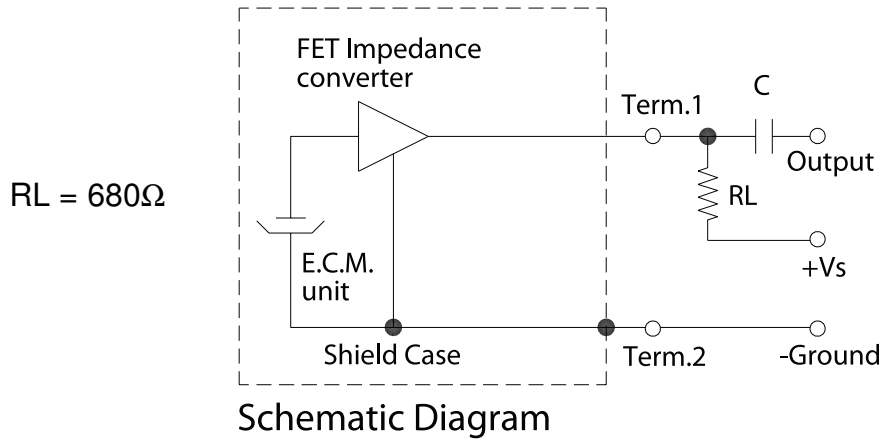 FET Impedance
converter
Term.1
C
Output
RL = 680Ω
RL
+Vs
E.C.M.
unit
Shield Case
Term.2
-Ground
Schematic Diagram